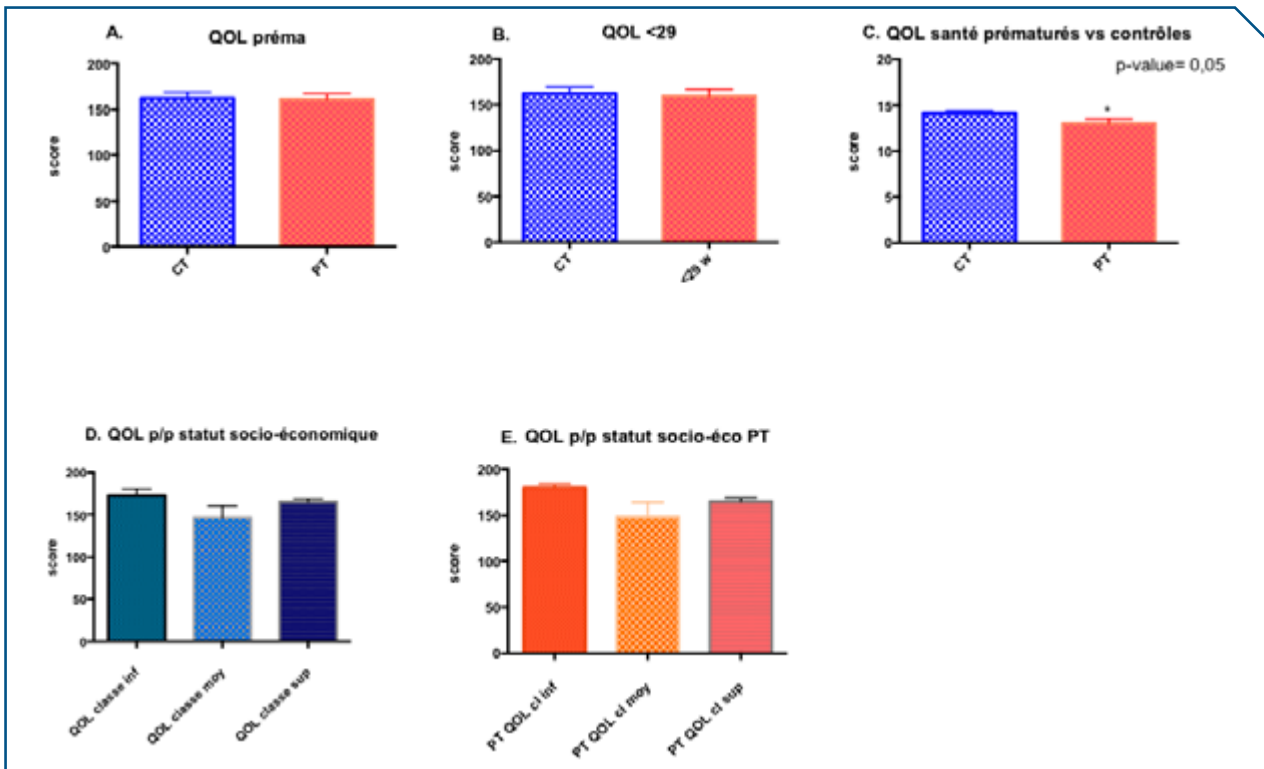 A. QOL préma
200
150
100
50
0
score
CT
PT
B. QOL <29
200
150
100
50
0
score
CT
<29 w
C. QOL santé prématurés vs contrôles
p-value= 0,05
20
15
10
5
0
score
*
CT
PT
D. QOL p/p statut socio-économique
200
150
100
50
0
score
QOL classe inf
QOL classe moy
QOL classe sup
E. QOL p/p statut socio-éco PT
200
150
100
50
0
score
PT QOL cl inf
PT QOL cl moy
PT QOL cl sup